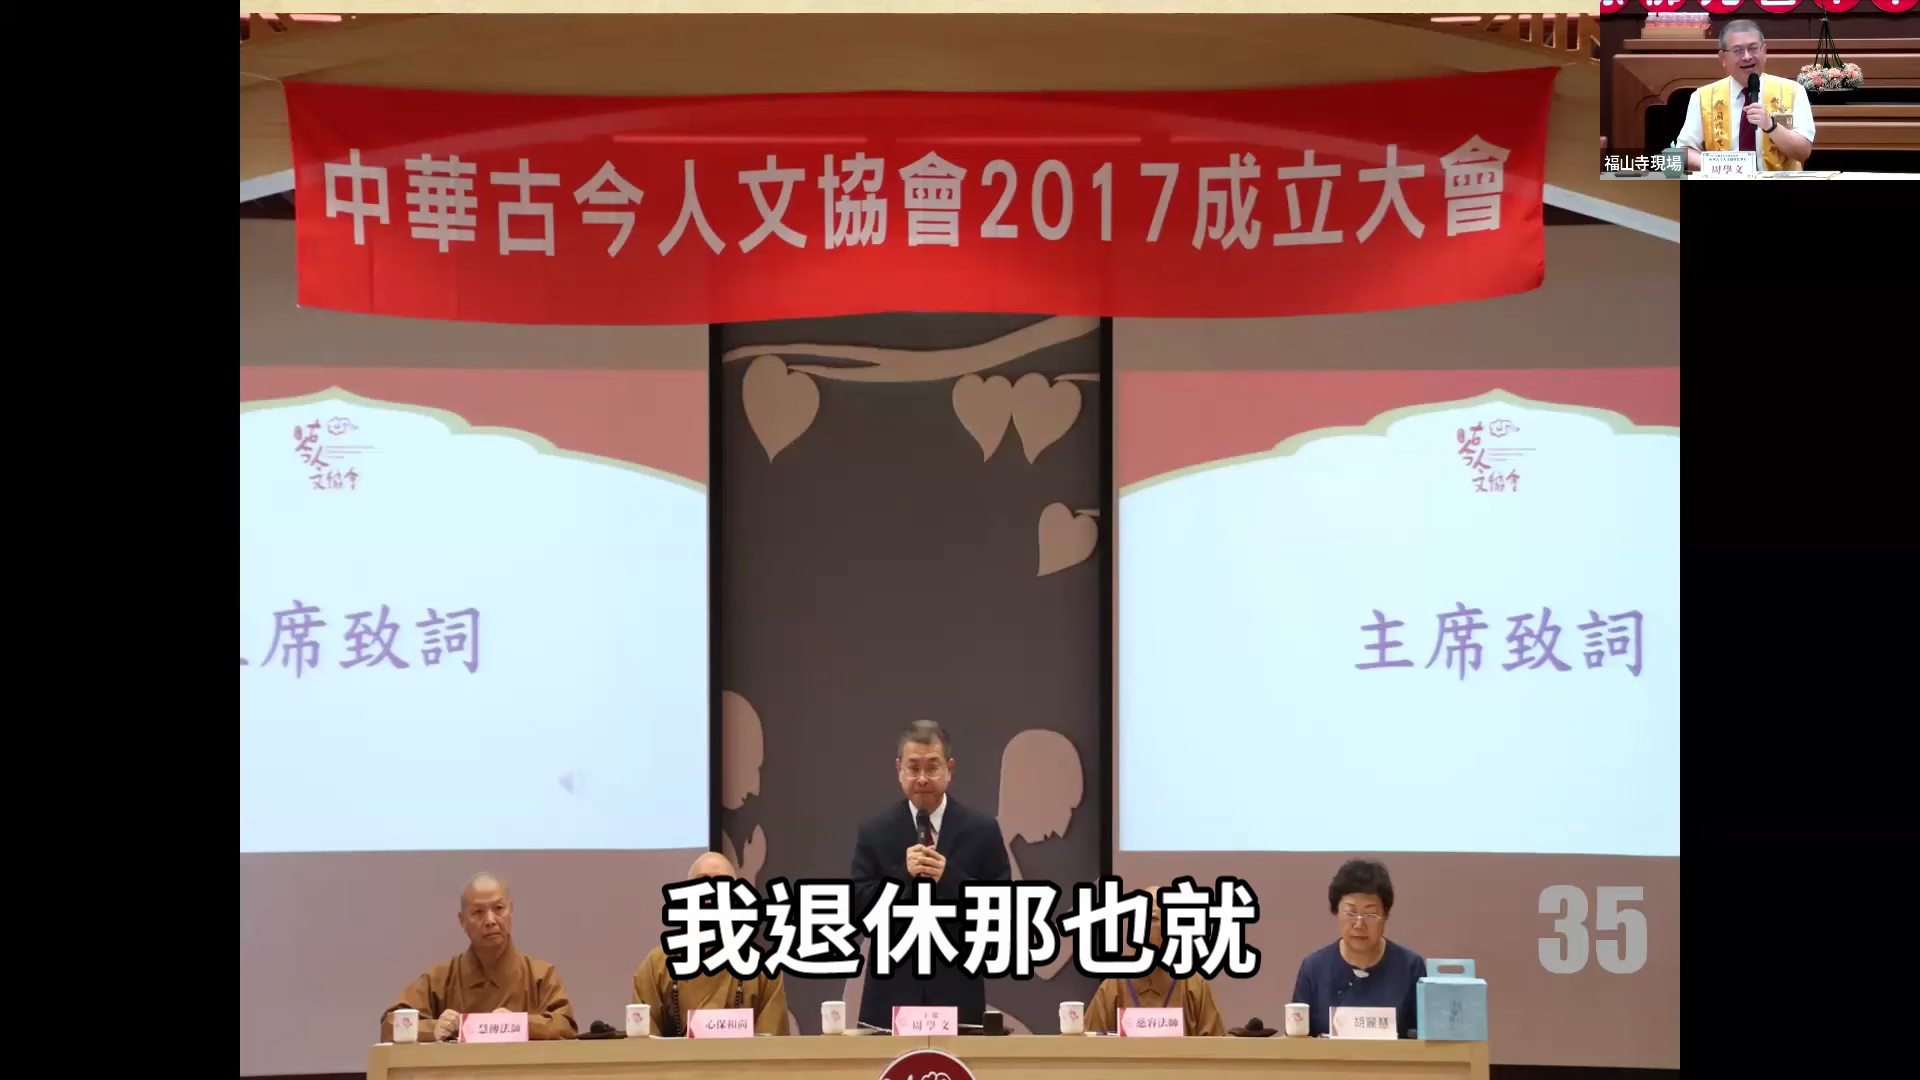 中華古今人文協會2017成立大會
福山寺現場
周學文
古今人
文協會
古今人
文協會
席致詞
主席致詞
我退休那也就
35
慧傳法師
心保和尚
主席
周學文
慈容法師
胡麗慧